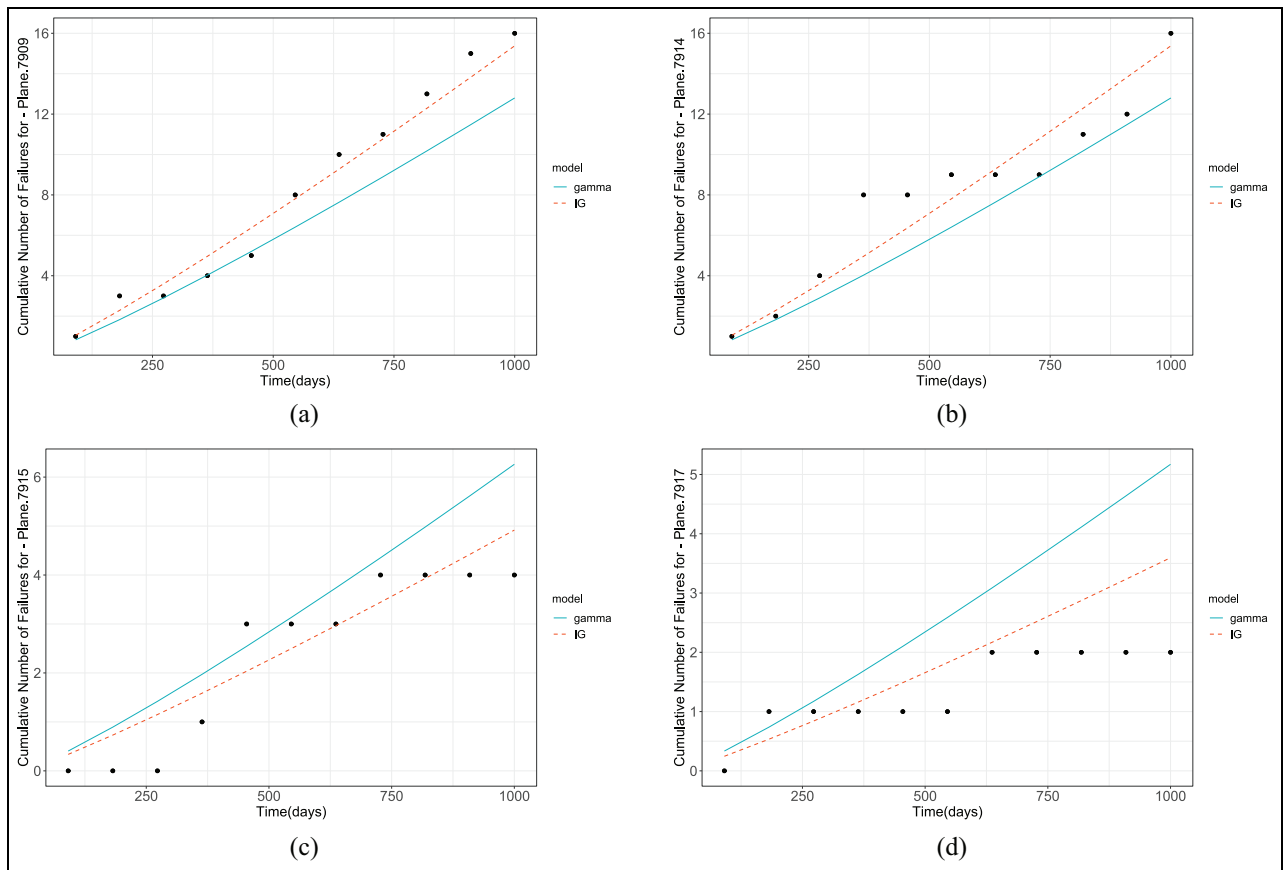 Cumulative Number of Failures for - Plane.7909
16
12
8
4
250
500
750
1000
Time(days)
model
gamma
IG
(a)
Cumulative Number of Failures for - Plane.7914
16
12
8
4
250
500
750
1000
Time(days)
model
gamma
IG
(b)
Cumulative Number of Failures for - Plane.7915
6
4
2
0
250
500
750
1000
Time(days)
model
gamma
IG
(c)
Cumulative Number of Failures for - Plane.7917
5
4
3
2
1
0
250
500
750
1000
Time(days)
model
gamma
IG
(d)